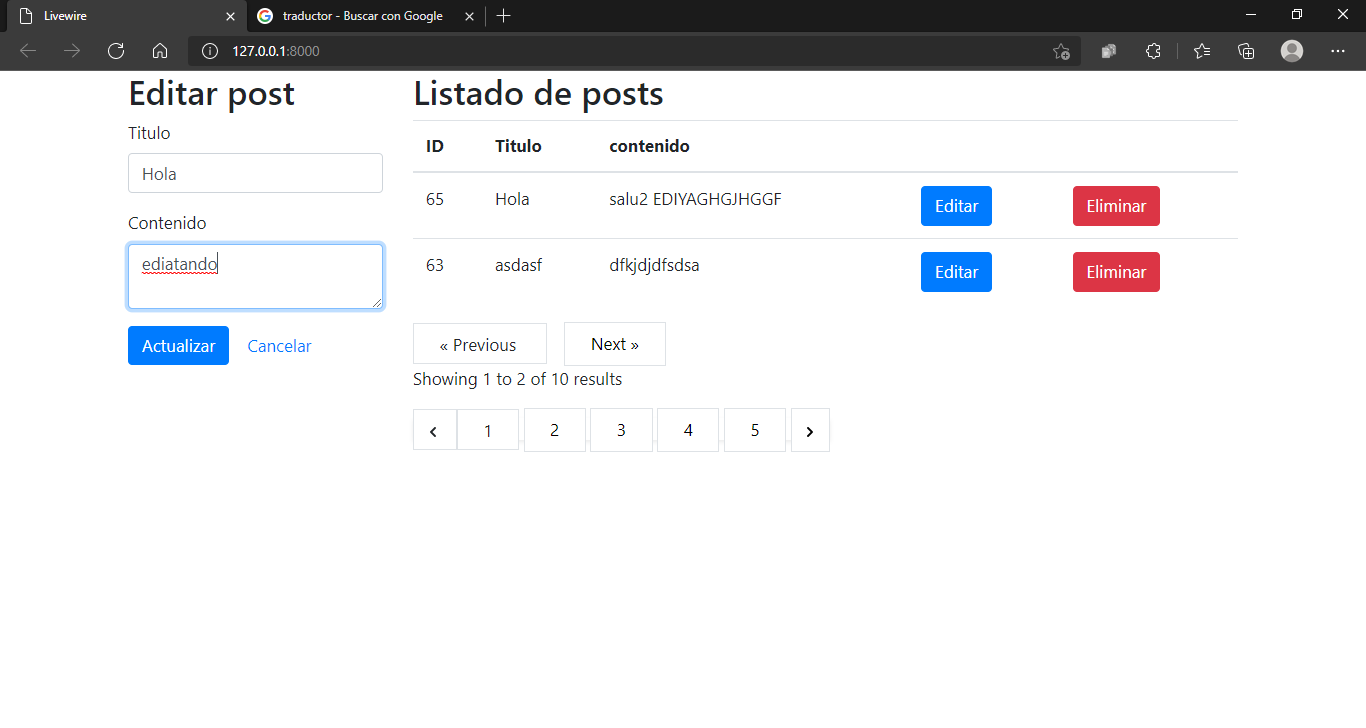 Livewire
traductor - Buscar con Google
127.0.0.1:8000
Editar post
Titulo
Hola
Contenido
ediatando
Actualizar Cancelar
Listado de posts
ID Titulo contenido
65 Hola salu2 EDIYAGHGJHGGF Editar Eliminar
63 asdasf dfkjdjdfsdsa Editar Eliminar
« Previous Next »
Showing 1 to 2 of 10 results
‹ 1 2 3 4 5 ›